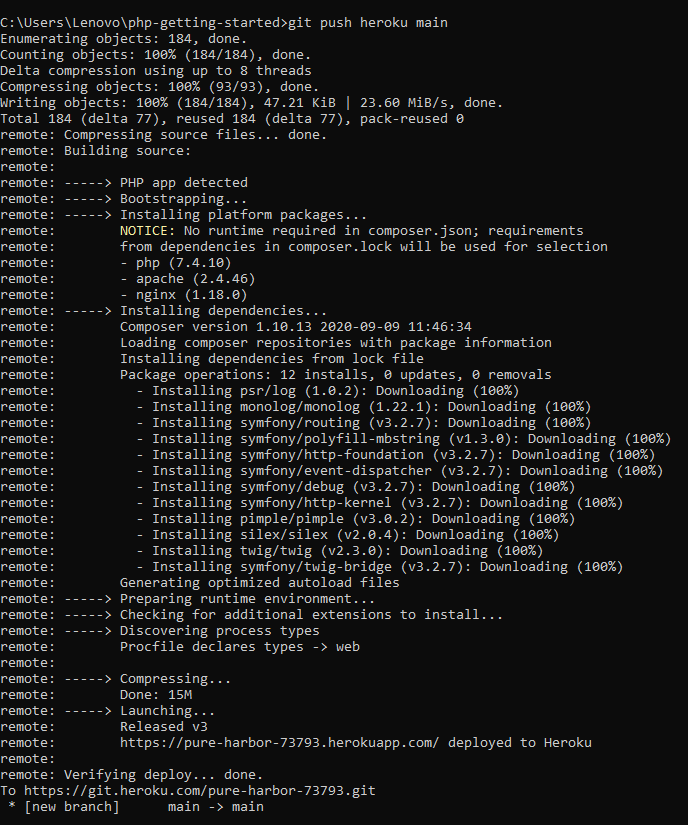 C:\Users\Lenovo\php-getting-started>git push heroku main
Enumerating objects: 184, done.
Counting objects: 100% (184/184), done.
Delta compression using up to 8 threads
Compressing objects: 100% (93/93), done.
Writing objects: 100% (184/184), 47.21 KiB | 23.60 MiB/s, done.
Total 184 (delta 77), reused 184 (delta 77), pack-reused 0
remote: Compressing source files... done.
remote: Building source:
remote:
remote: -----> PHP app detected
remote: -----> Bootstrapping...
remote: -----> Installing platform packages...
remote:        NOTICE: No runtime required in composer.json; requirements
remote:        from dependencies in composer.lock will be used for selection
remote:        - php (7.4.10)
remote:        - apache (2.4.46)
remote:        - nginx (1.18.0)
remote: -----> Installing dependencies...
remote:        Composer version 1.10.13 2020-09-09 11:46:34
remote:        Loading composer repositories with package information
remote:        Installing dependencies from lock file
remote:        Package operations: 12 installs, 0 updates, 0 removals
remote:          - Installing psr/log (1.0.2): Downloading (100%)
remote:          - Installing monolog/monolog (1.22.1): Downloading (100%)
remote:          - Installing symfony/routing (v3.2.7): Downloading (100%)
remote:          - Installing symfony/polyfill-mbstring (v1.3.0): Downloading (100%)
remote:          - Installing symfony/http-foundation (v3.2.7): Downloading (100%)
remote:          - Installing symfony/event-dispatcher (v3.2.7): Downloading (100%)
remote:          - Installing symfony/debug (v3.2.7): Downloading (100%)
remote:          - Installing symfony/http-kernel (v3.2.7): Downloading (100%)
remote:          - Installing pimple/pimple (v3.0.2): Downloading (100%)
remote:          - Installing silex/silex (v2.0.4): Downloading (100%)
remote:          - Installing twig/twig (v2.3.0): Downloading (100%)
remote:          - Installing symfony/twig-bridge (v3.2.7): Downloading (100%)
remote:        Generating optimized autoload files
remote: -----> Preparing runtime environment...
remote: -----> Checking for additional extensions to install...
remote: -----> Discovering process types
remote:        Procfile declares types -> web
remote:
remote: -----> Compressing...
remote:        Done: 15M
remote: -----> Launching...
remote:        Released v3
remote:        https://pure-harbor-73793.herokuapp.com/ deployed to Heroku
remote:
remote: Verifying deploy... done.
To https://git.heroku.com/pure-harbor-73793.git
 * [new branch]      main -> main